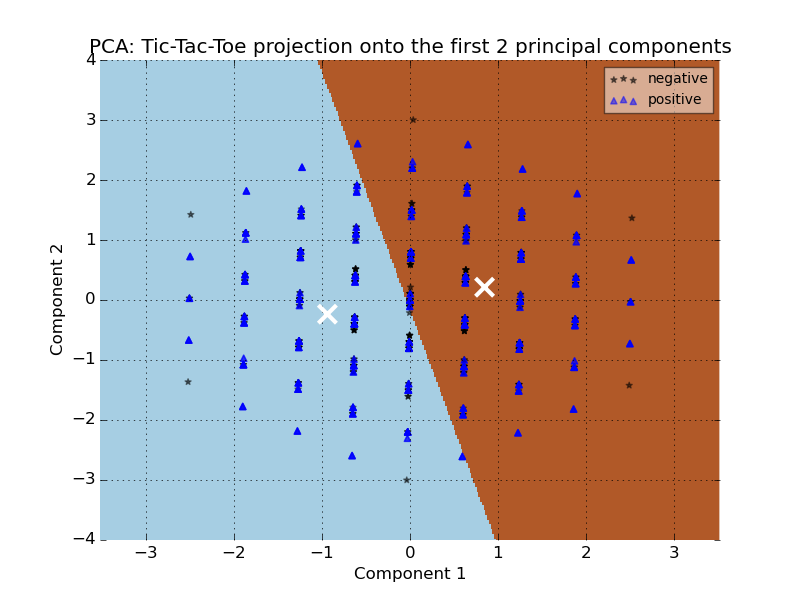 PCA: Tic-Tac-Toe projection onto the first 2 principal components
negative
positive
4
3
2
1
0
−1
−2
−3
−4
Component 2
−3 −2 −1 0 1 2 3
Component 1